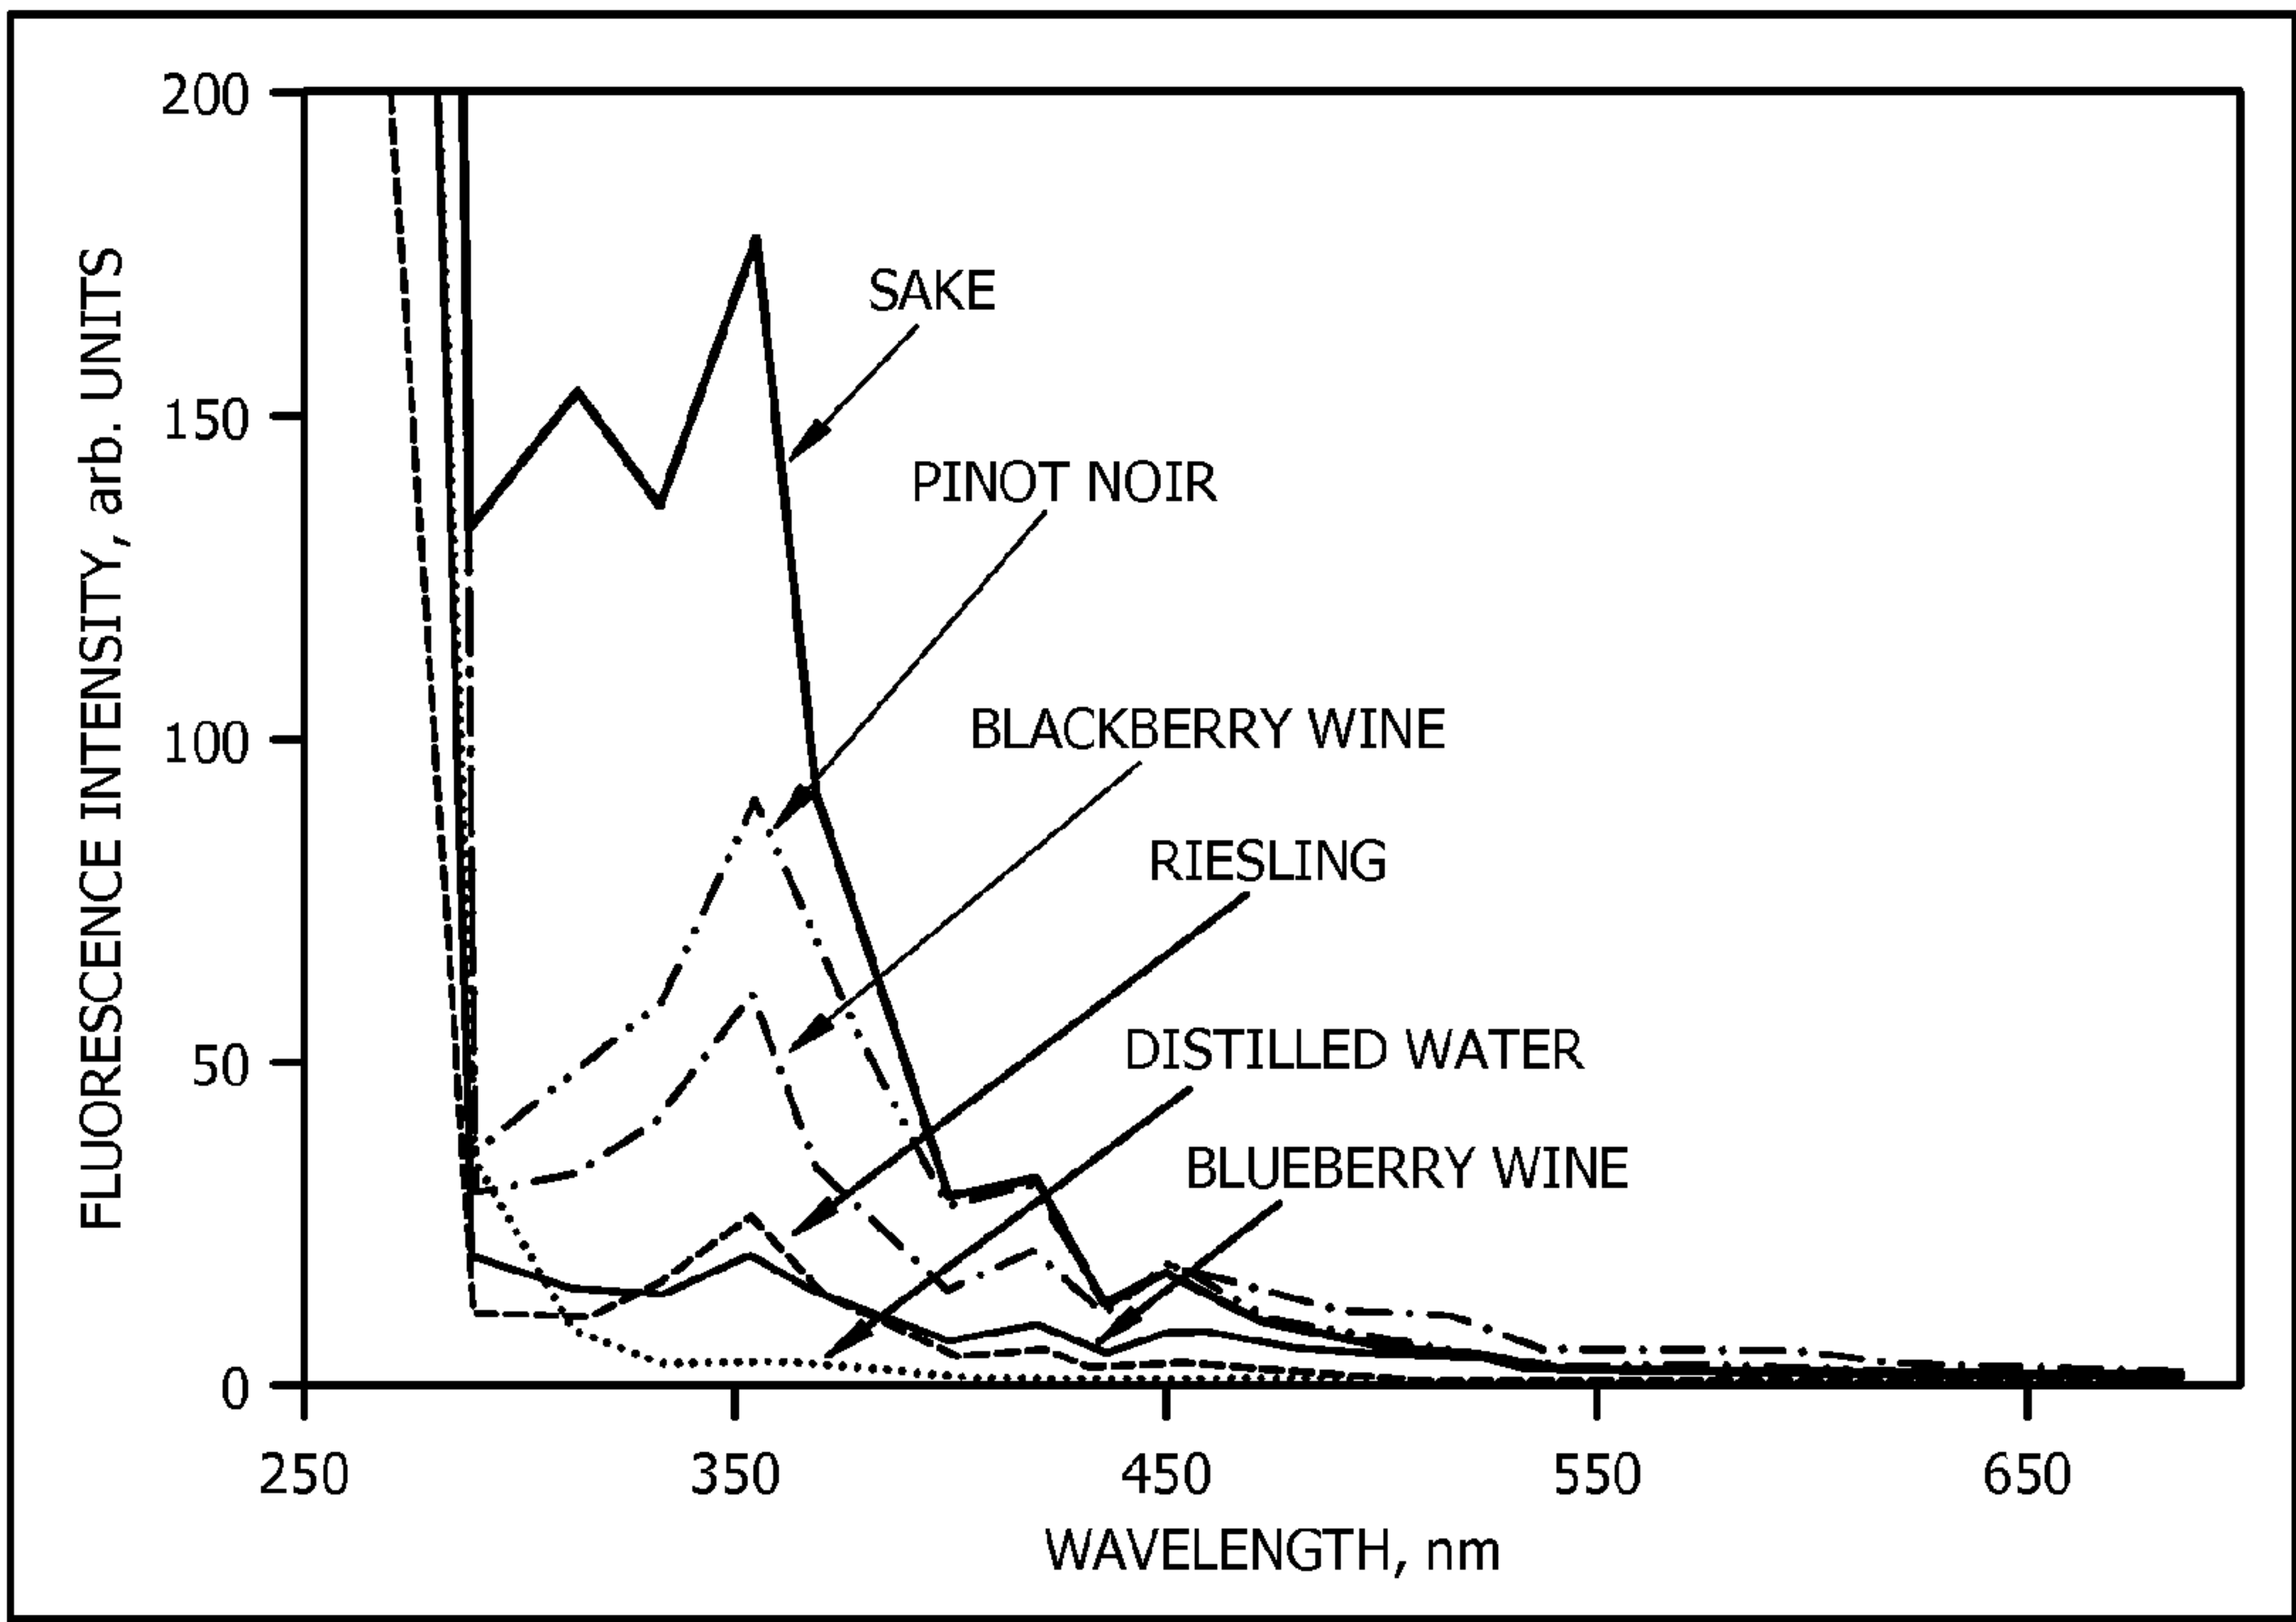 FLUORESCENCE INTENSITY, arb. UNITS
200
150
100
50
0
SAKE
PINOT NOIR
BLACKBERRY WINE
RIESLING
DISTILLED WATER
BLUEBERRY WINE
250 350 450 550 650
WAVELENGTH, nm